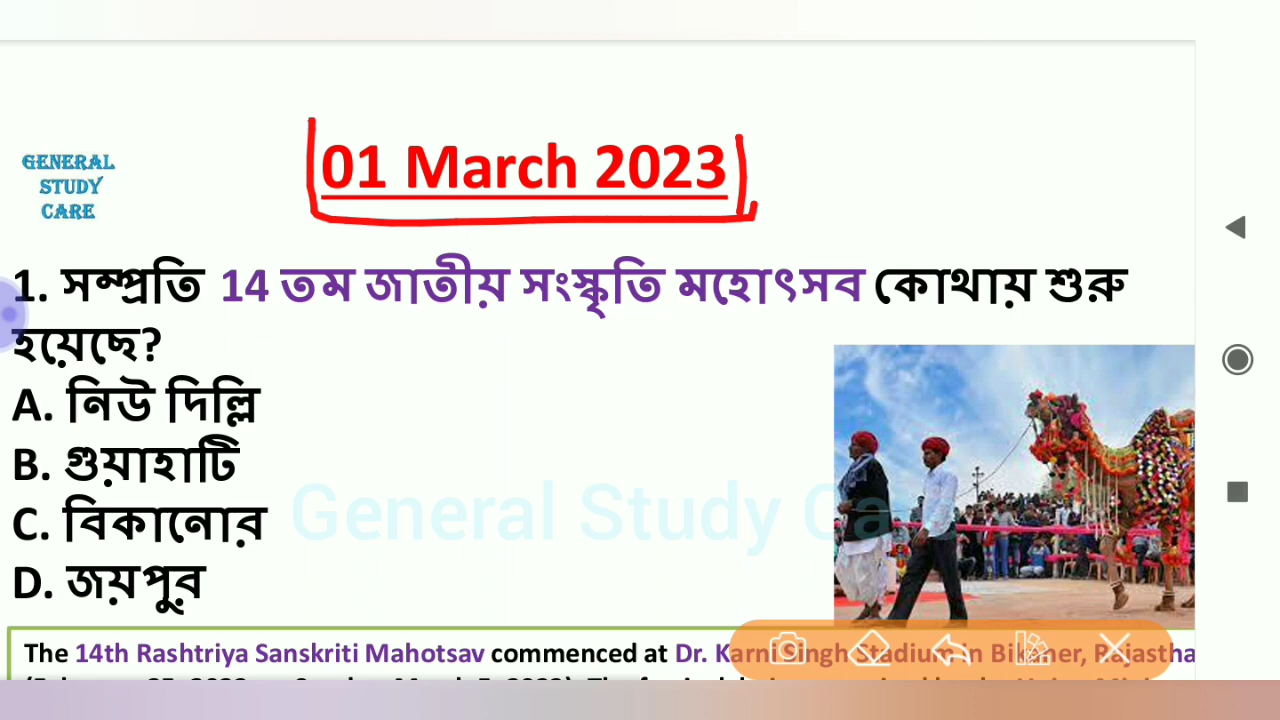 GENERAL
STUDY
CARE
01 March 2023
1. সম্প্রতি 14 তম জাতীয় সংস্কৃতি মহোৎসব কোথায় শুরু
হয়েছে?
A. নিউ দিল্লি
B. গুয়াহাটি
C. বিকানোর
D. জয়পুর
General Study Care
The 14th Rashtriya Sanskriti Mahotsav commenced at Dr. Karni Singh Stadium in Bikaner, Rajastha